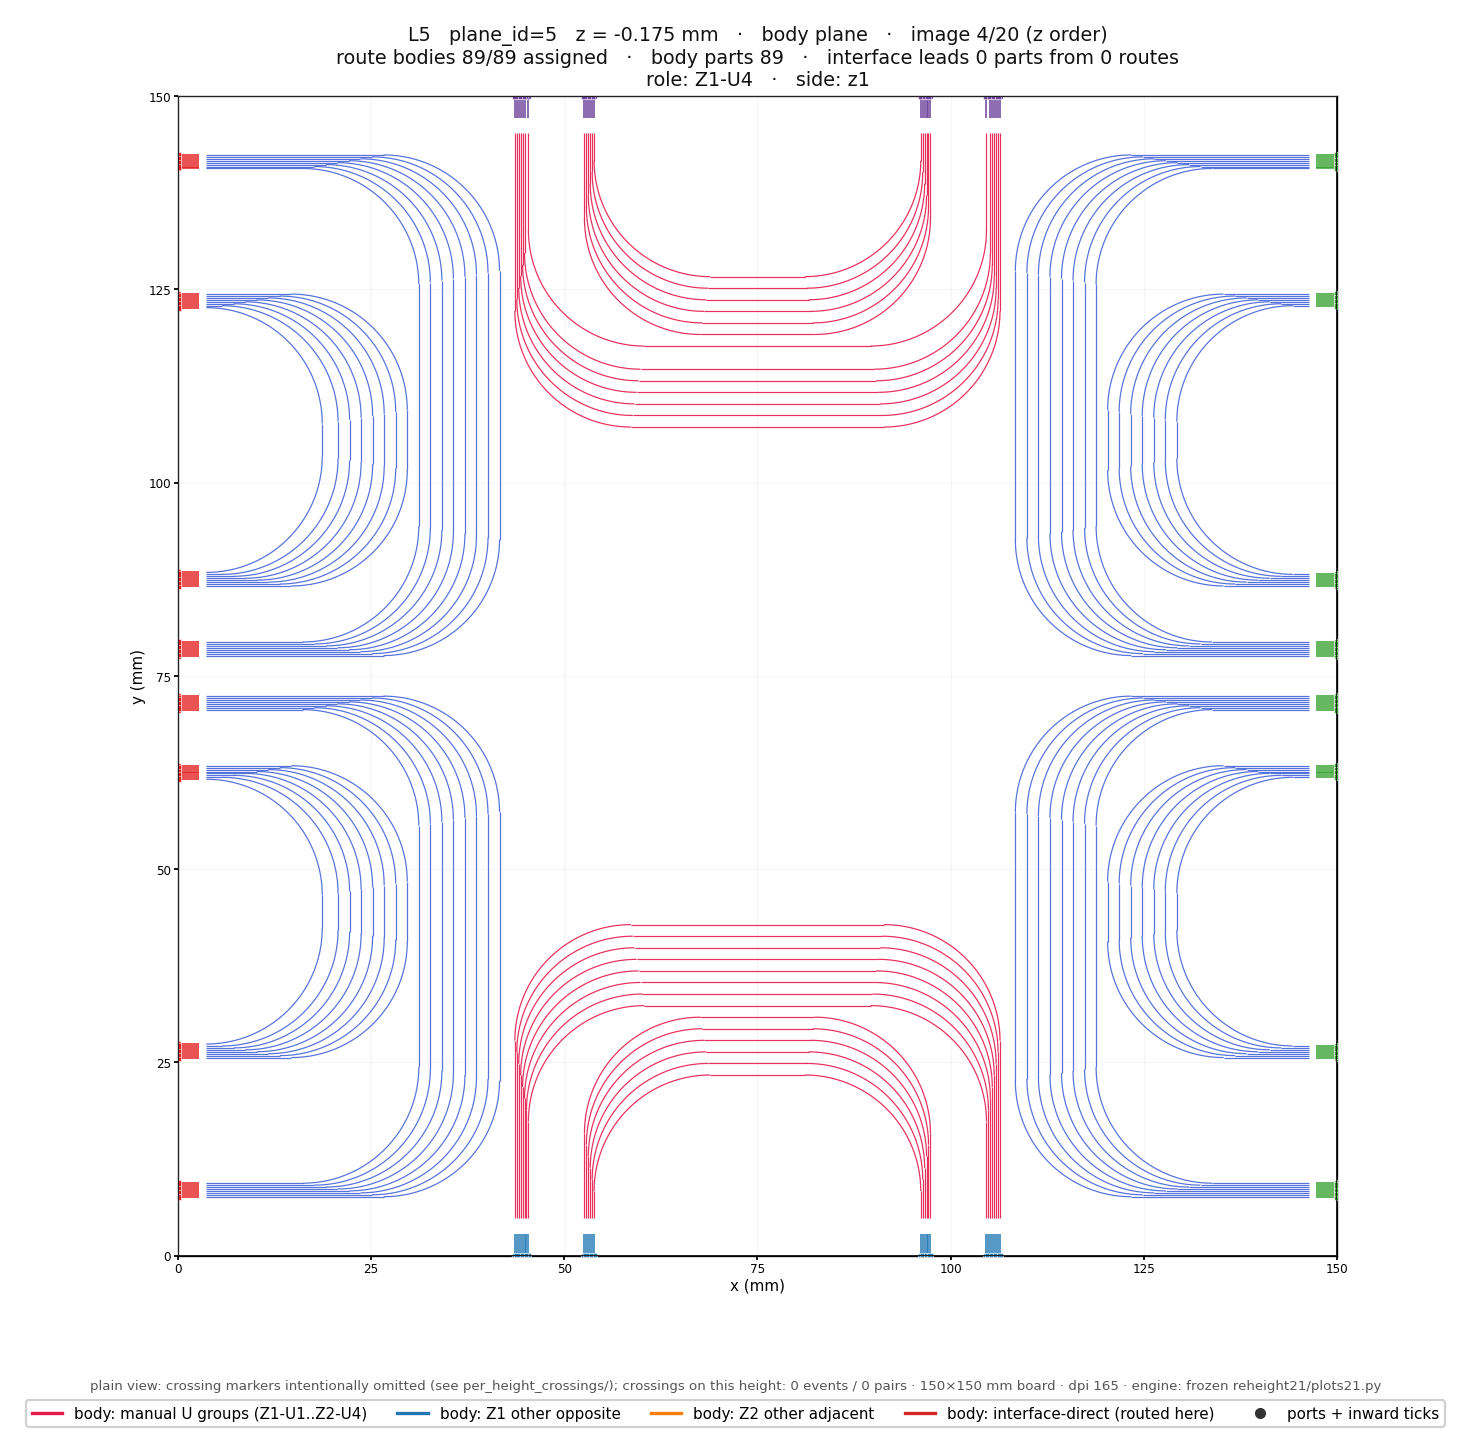 L5   plane_id=5   z = -0.175 mm   ·   body plane   ·   image 4/20 (z order)
route bodies 89/89 assigned   ·   body parts 89   ·   interface leads 0 parts from 0 routes
role: Z1-U4   ·   side: z1
150
125
100
75
50
25
0
y (mm)
0 25 50 75 100 125 150
x (mm)
plain view: crossing markers intentionally omitted (see per_height_crossings/); crossings on this height: 0 events / 0 pairs · 150×150 mm board · dpi 165 · engine: frozen reheight21/plots21.py
body: manual U groups (Z1-U1..Z2-U4) body: Z1 other opposite body: Z2 other adjacent body: interface-direct (routed here) ports + inward ticks